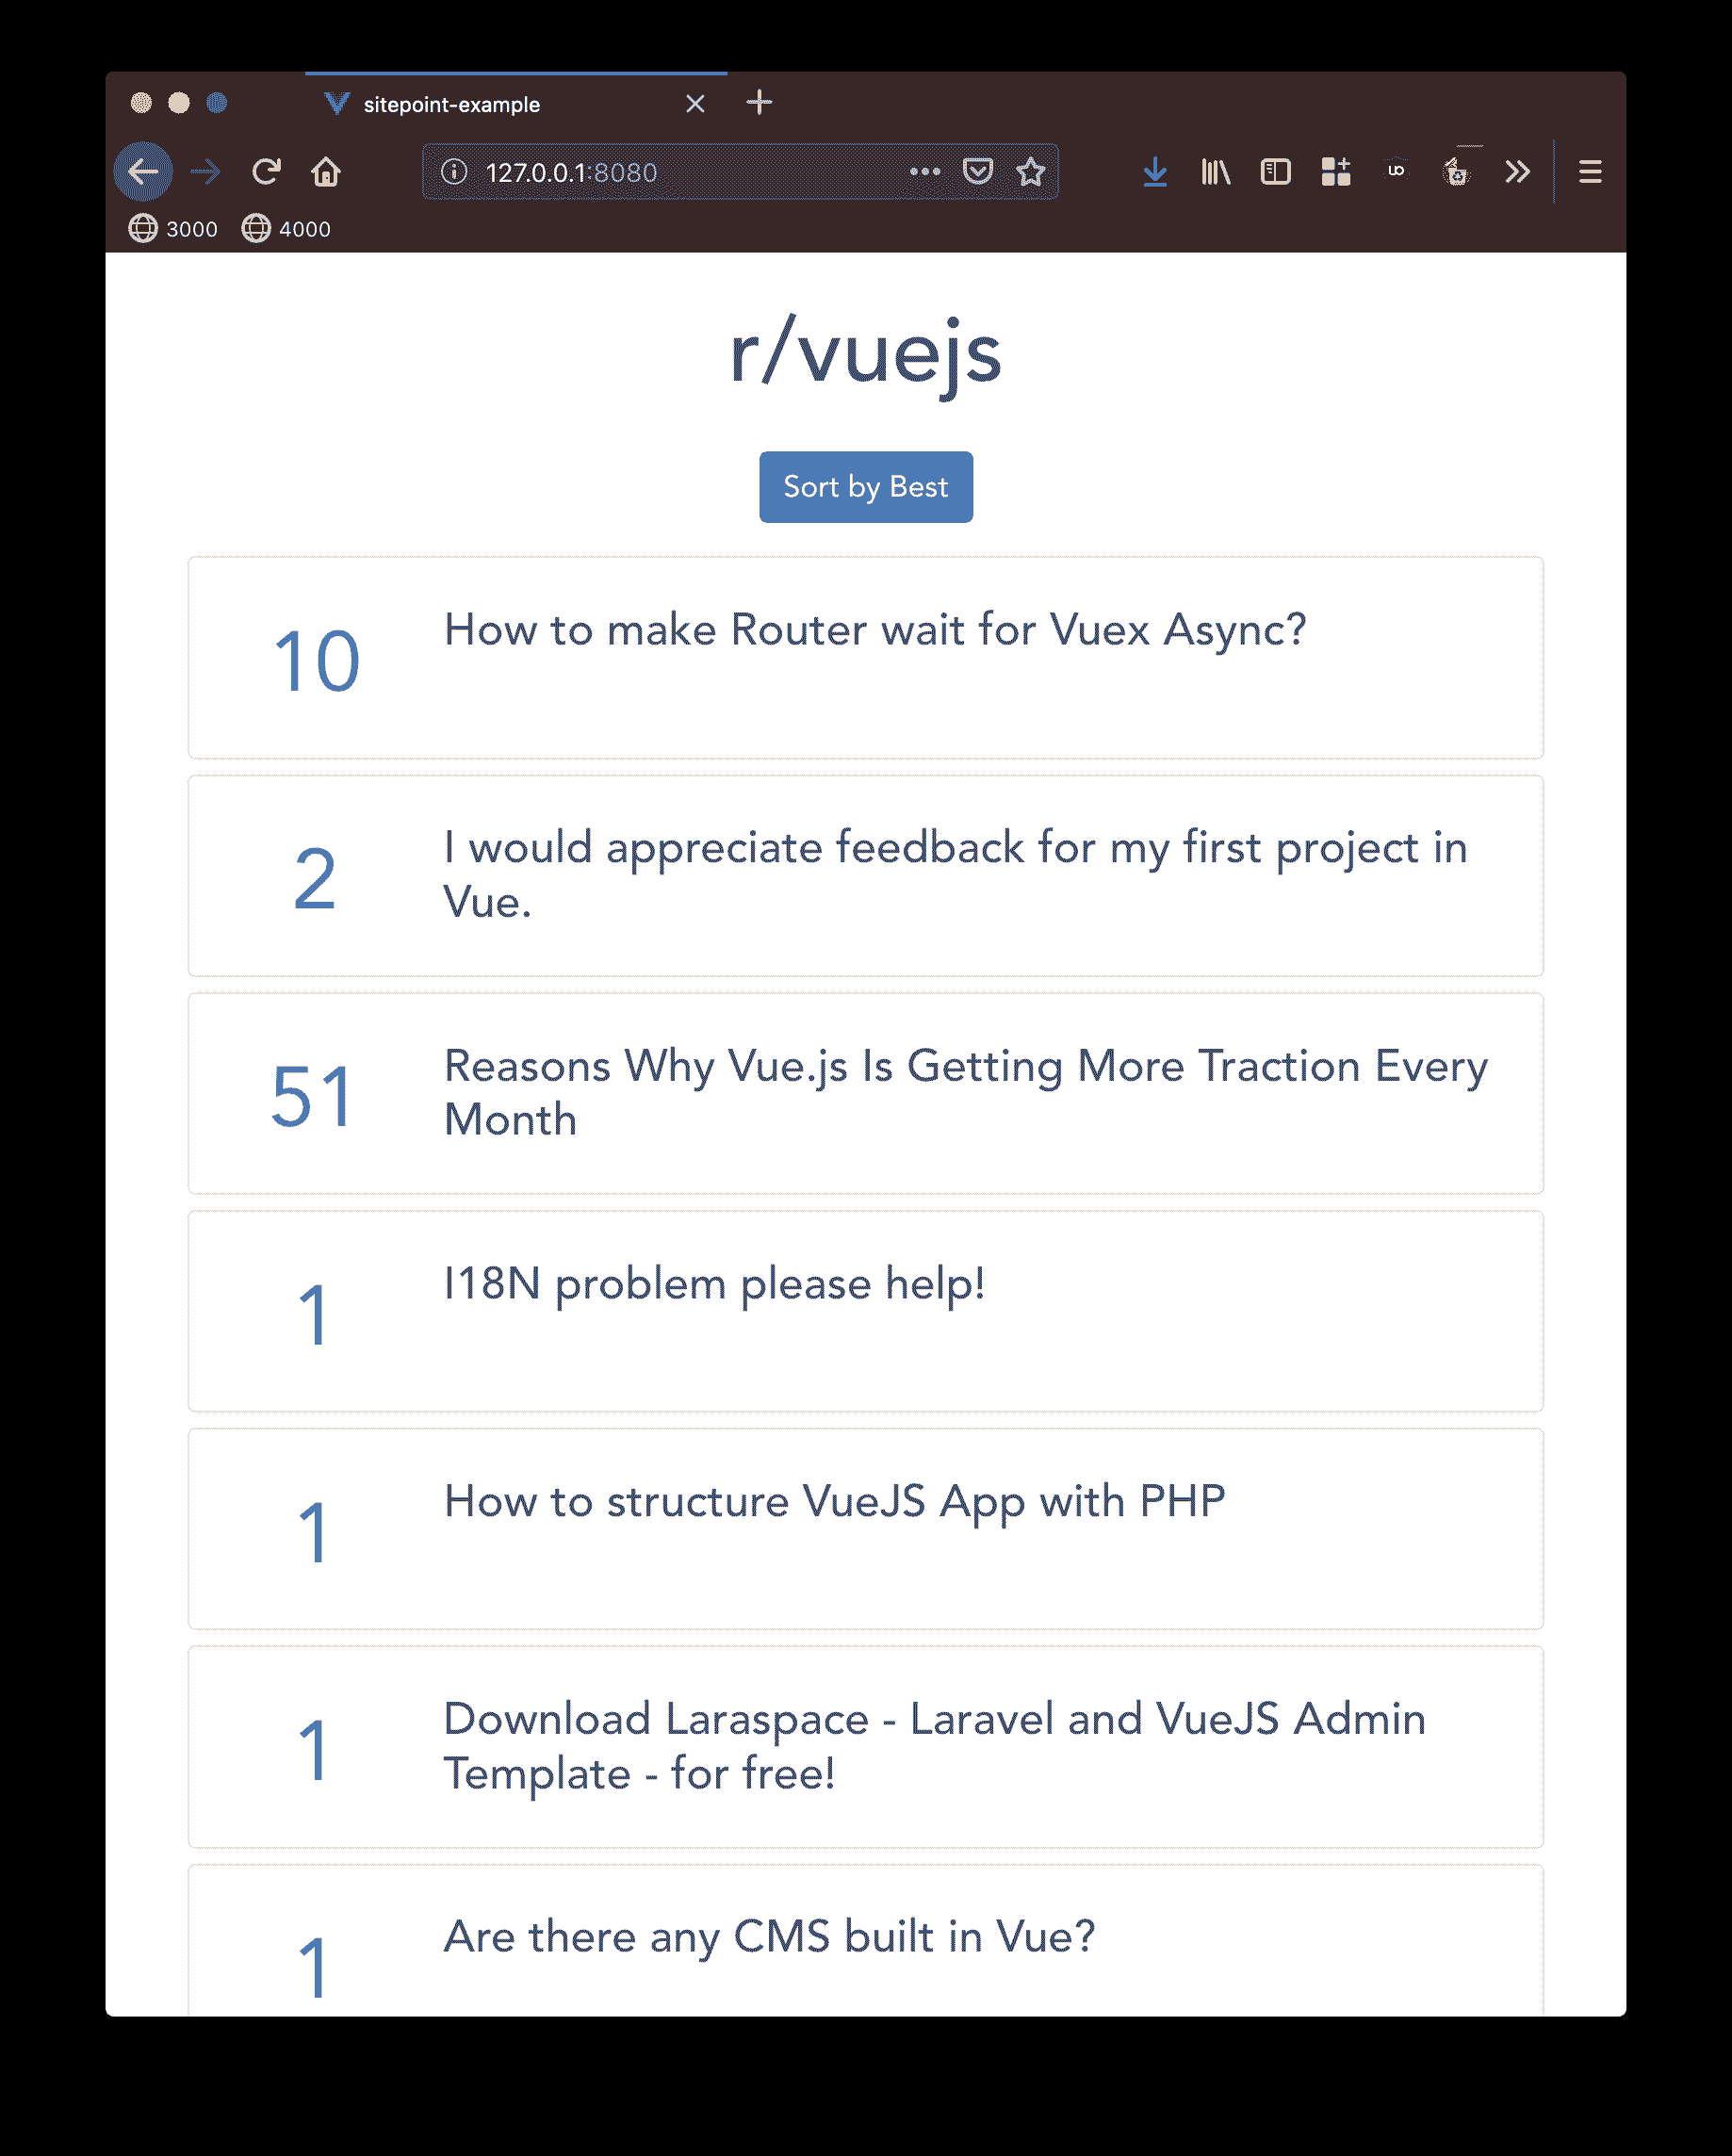 sitepoint-example
127.0.0.1:8080
3000 4000
r/vuejs
Sort by Best
10
How to make Router wait for Vuex Async?
2
I would appreciate feedback for my first project in
Vue.
51
Reasons Why Vue.js Is Getting More Traction Every
Month
1
I18N problem please help!
1
How to structure VueJS App with PHP
1
Download Laraspace - Laravel and VueJS Admin
Template - for free!
1
Are there any CMS built in Vue?